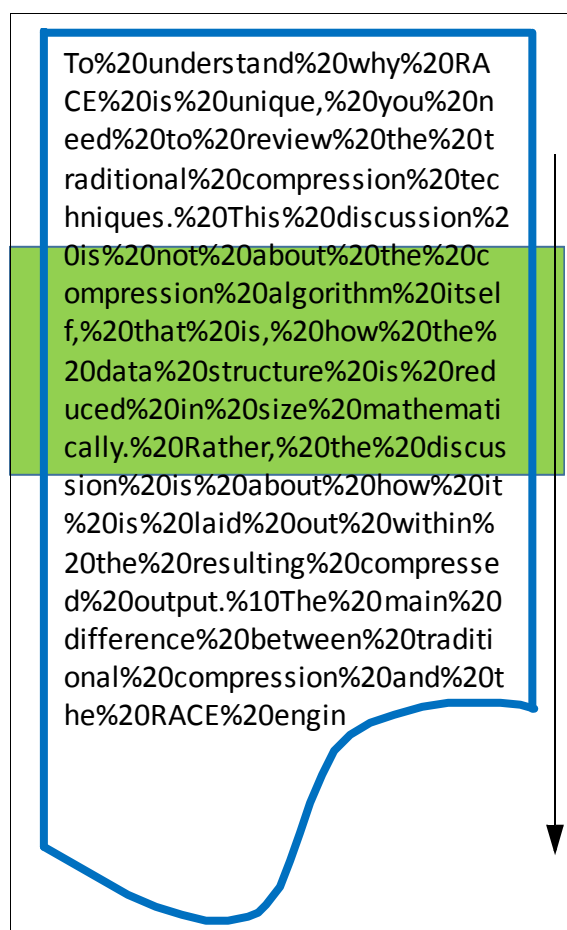 To%20understand%20why%20RA
CE%20is%20unique,%20you%20n
eed%20to%20review%20the%20t
raditional%20compression%20tec
hniques.%20This%20discussion%2
0is%20not%20about%20the%20c
ompression%20algorithm%20itsel
f,%20that%20is,%20how%20the%
20data%20structure%20is%20red
uced%20in%20size%20mathemati
cally.%20Rather,%20the%20discus
sion%20is%20about%20how%20it
%20is%20laid%20out%20within%
20the%20resulting%20compresse
d%20output.%10The%20main%20
difference%20between%20traditi
onal%20compression%20and%20t
he%20RACE%20engin